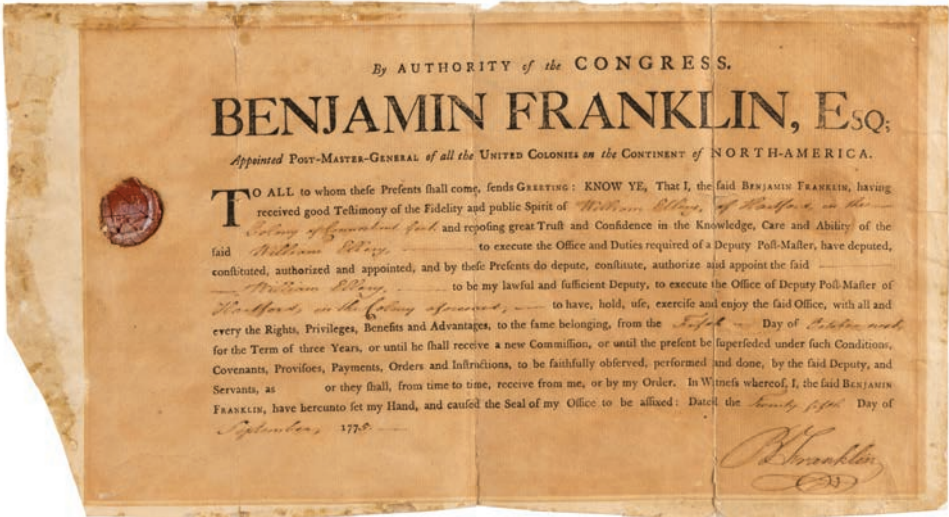 By AUTHORITY of the CONGRESS.
BENJAMIN FRANKLIN, ESQ;
Appointed POST-MASTER-GENERAL of all the UNITED COLONIES on the CONTINENT of NORTH-AMERICA.
TO ALL to whom theſe Preſents ſhall come, ſends GREETING: KNOW YE, That I, the ſaid BENJAMIN FRANKLIN, having
received good Teſtimony of the Fidelity and public Spirit of William Ellery, of Hartford, in the
Colony of Connecticut and repoſing great Truſt and Confidence in the Knowledge, Care and Ability of the
ſaid William Ellery, to execute the Office and Duties required of a Deputy Poſt-Maſter, have deputed,
conſtituted, authorized and appointed, and by theſe Preſents do depute, conſtitute, authorize and appoint the ſaid
William Ellery, to be my lawful and ſufficient Deputy, to execute the Office of Deputy Poſt-Maſter of
Hartford, in the Colony aforesaid, to have, hold, uſe, exerciſe and enjoy the ſaid Office, with all and
every the Rights, Privileges, Benefits and Advantages, to the ſame belonging, from the Fifth Day of October next,
for the Term of three Years, or until he ſhall receive a new Commiſſion, or until the preſent be ſuperſeded under ſuch Conditions,
Covenants, Proviſoes, Payments, Orders and Inſtructions, to be faithfully obſerved, performed and done, by the ſaid Deputy, and
Servants, as or they ſhall, from time to time, receive from me, or by my Order. In Witneſs whereof, I, the ſaid BENJAMIN
FRANKLIN, have hereunto ſet my Hand, and cauſed the Seal of my Office to be affixed: Dated the Twenty fifth Day of
September, 1775.
B Franklin